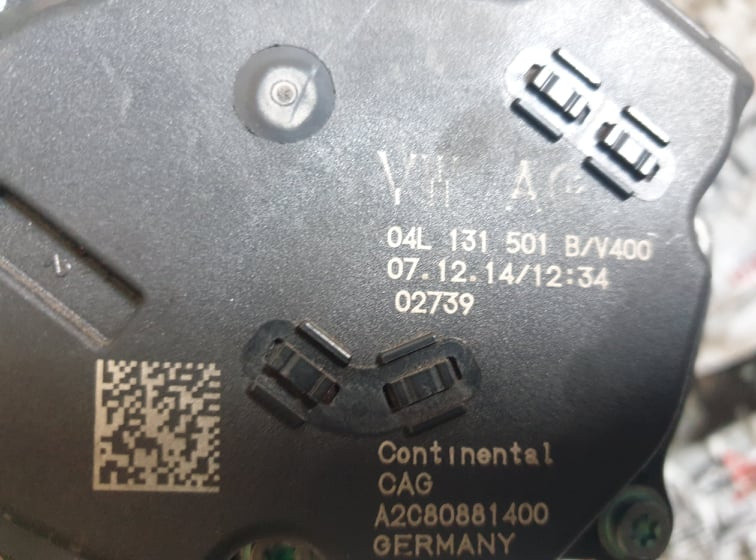 VW AG
04L 131 501 B/V400
07.12.14/12:34
02739
Continental
CAG
A2C80881400
GERMANY